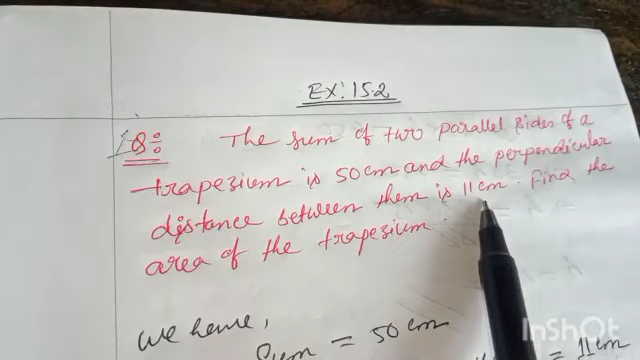 EX: 15.2
1 Q: The sum of two parallel sides of a
trapezium is 50cm and the perpendicular
distance between them is 11cm. Find the
area of the trapezium.
We have,
Sum = 50 cm
= 11cm
InShOt